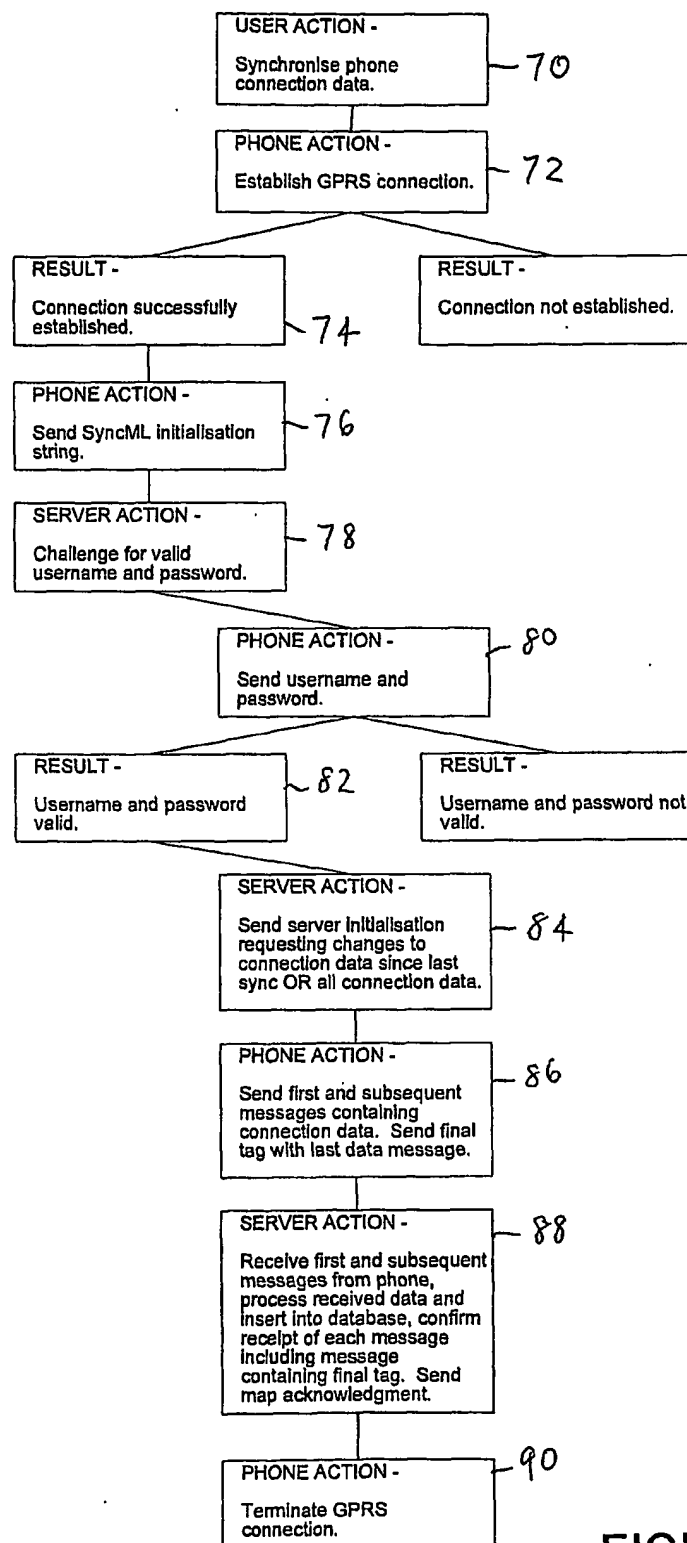 USER ACTION -
Synchronise phone
connection data.
70
PHONE ACTION -
Establish GPRS connection.
72
RESULT -
Connection successfully
established.
74
RESULT -
Connection not established.
PHONE ACTION -
Send SyncML initialisation
string.
76
SERVER ACTION -
Challenge for valid
username and password.
78
PHONE ACTION -
Send username and
password.
80
RESULT -
Username and password
valid.
82
RESULT -
Username and password not
valid.
SERVER ACTION -
Send server initialisation
requesting changes to
connection data since last
sync OR all connection data.
84
PHONE ACTION -
Send first and subsequent
messages containing
connection data. Send final
tag with last data message.
86
SERVER ACTION -
Receive first and subsequent
messages from phone,
process received data and
insert into database, confirm
receipt of each message
including message
containing final tag. Send
map acknowledgment.
88
PHONE ACTION -
Terminate GPRS
connection.
90